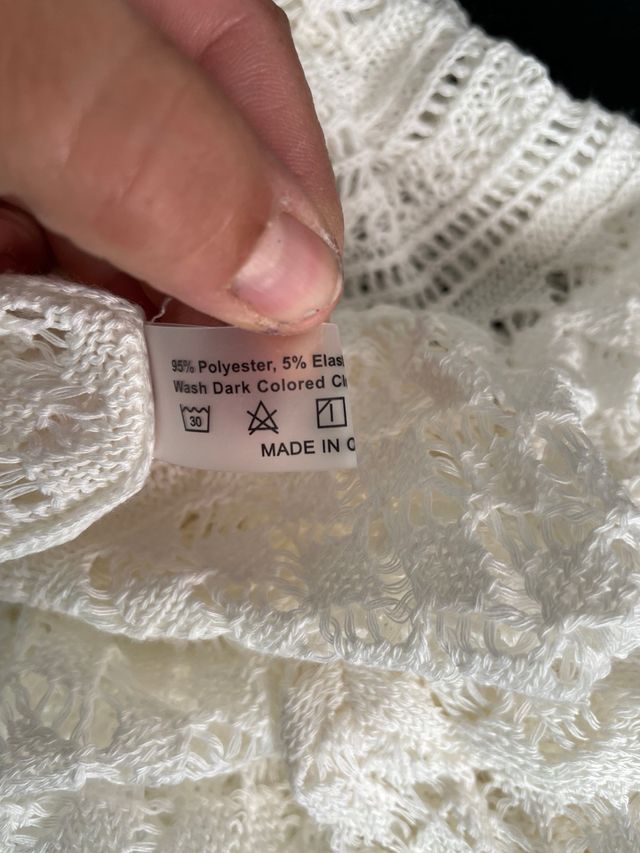 95% Polyester, 5% Elas
Wash Dark Colored Cl
30
MADE IN C